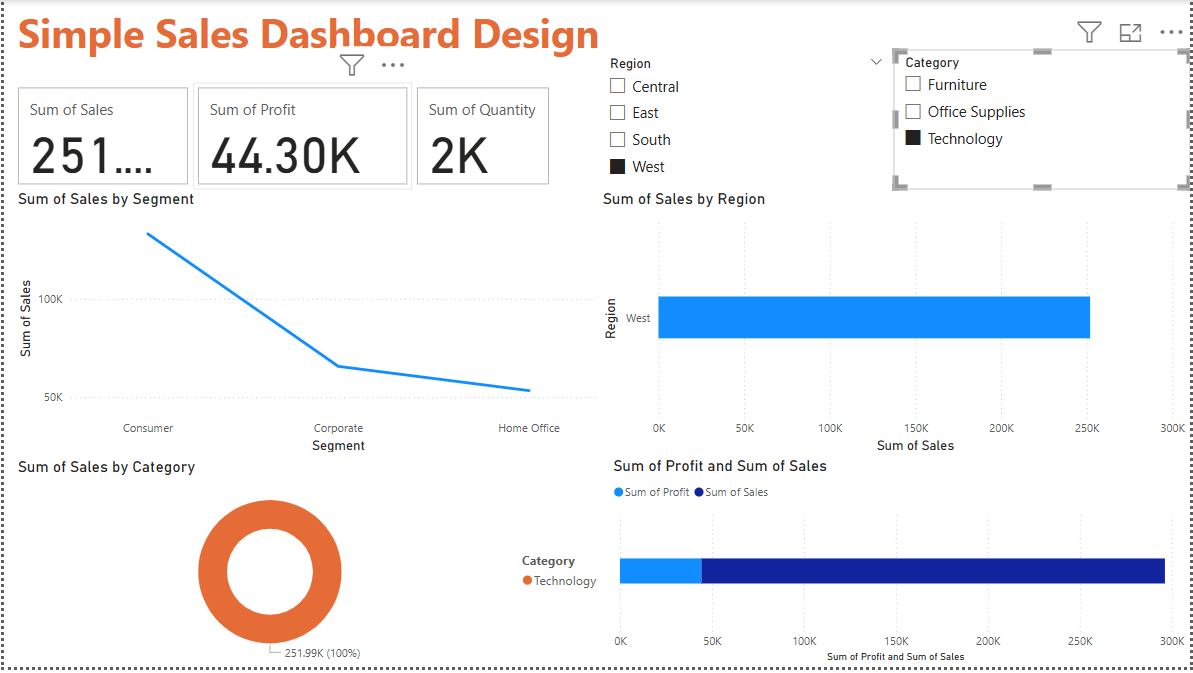 Simple Sales Dashboard Design
Sum of Sales
251....
Sum of Profit
44.30K
Sum of Quantity
2K
Region
Central
East
South
West
Category
Furniture
Office Supplies
Technology
Sum of Sales by Segment
Sum of Sales
100K
50K
Consumer Corporate Home Office
Segment
Sum of Sales by Region
Region
West
0K 50K 100K 150K 200K 250K 300K
Sum of Sales
Sum of Sales by Category
251.99K (100%)
Category
Technology
Sum of Profit and Sum of Sales
Sum of Profit Sum of Sales
0K 50K 100K 150K 200K 250K 300K
Sum of Profit and Sum of Sales